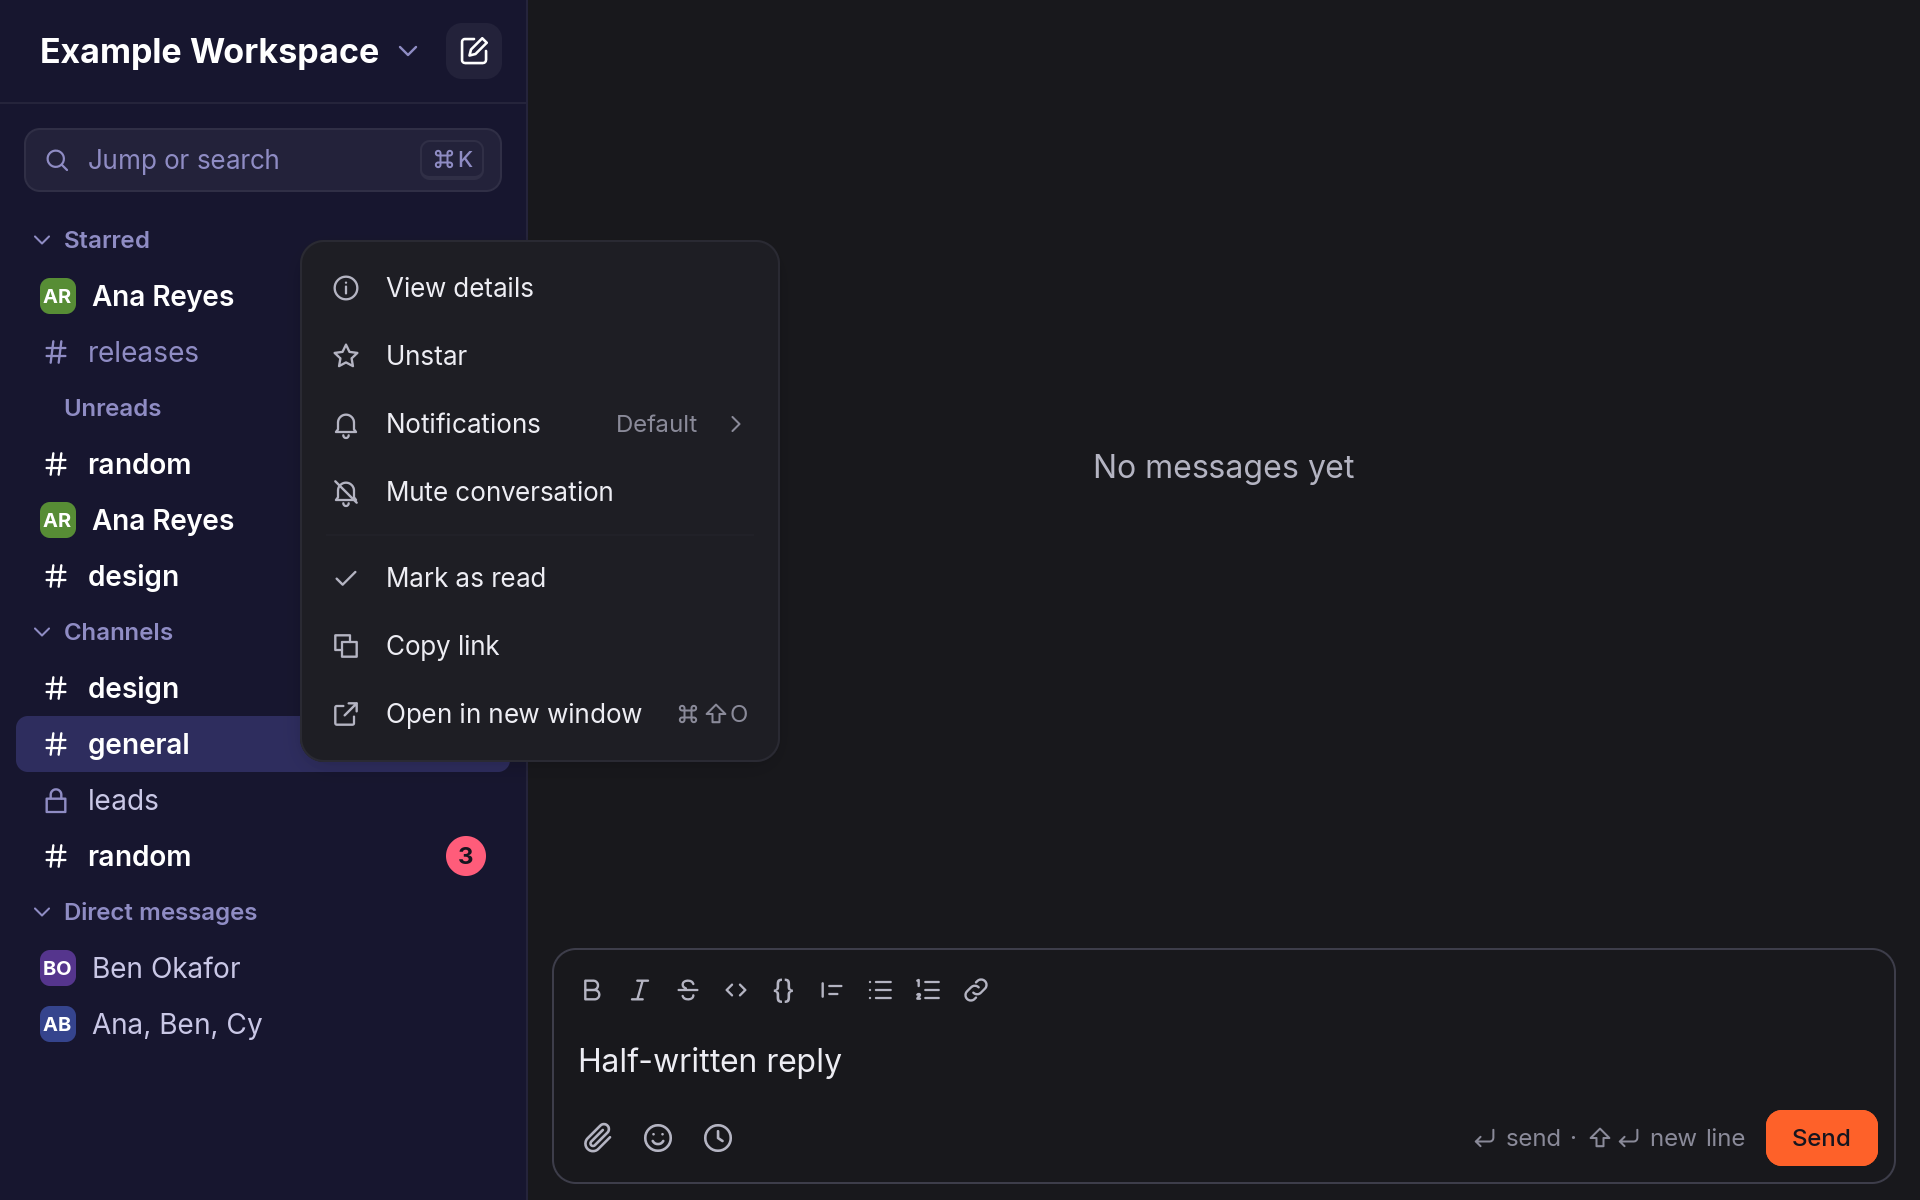 Example Workspace
Jump or search ⌘K
Starred
AR Ana Reyes
# releases
Unreads
# random
AR Ana Reyes
# design
Channels
# design
# general
leads
# random 3
Direct messages
BO Ben Okafor
AB Ana, Ben, Cy
View details
Unstar
Notifications Default
Mute conversation
Mark as read
Copy link
Open in new window ⌘⇧O
No messages yet
Half-written reply
↵ send · ⇧↵ new line Send